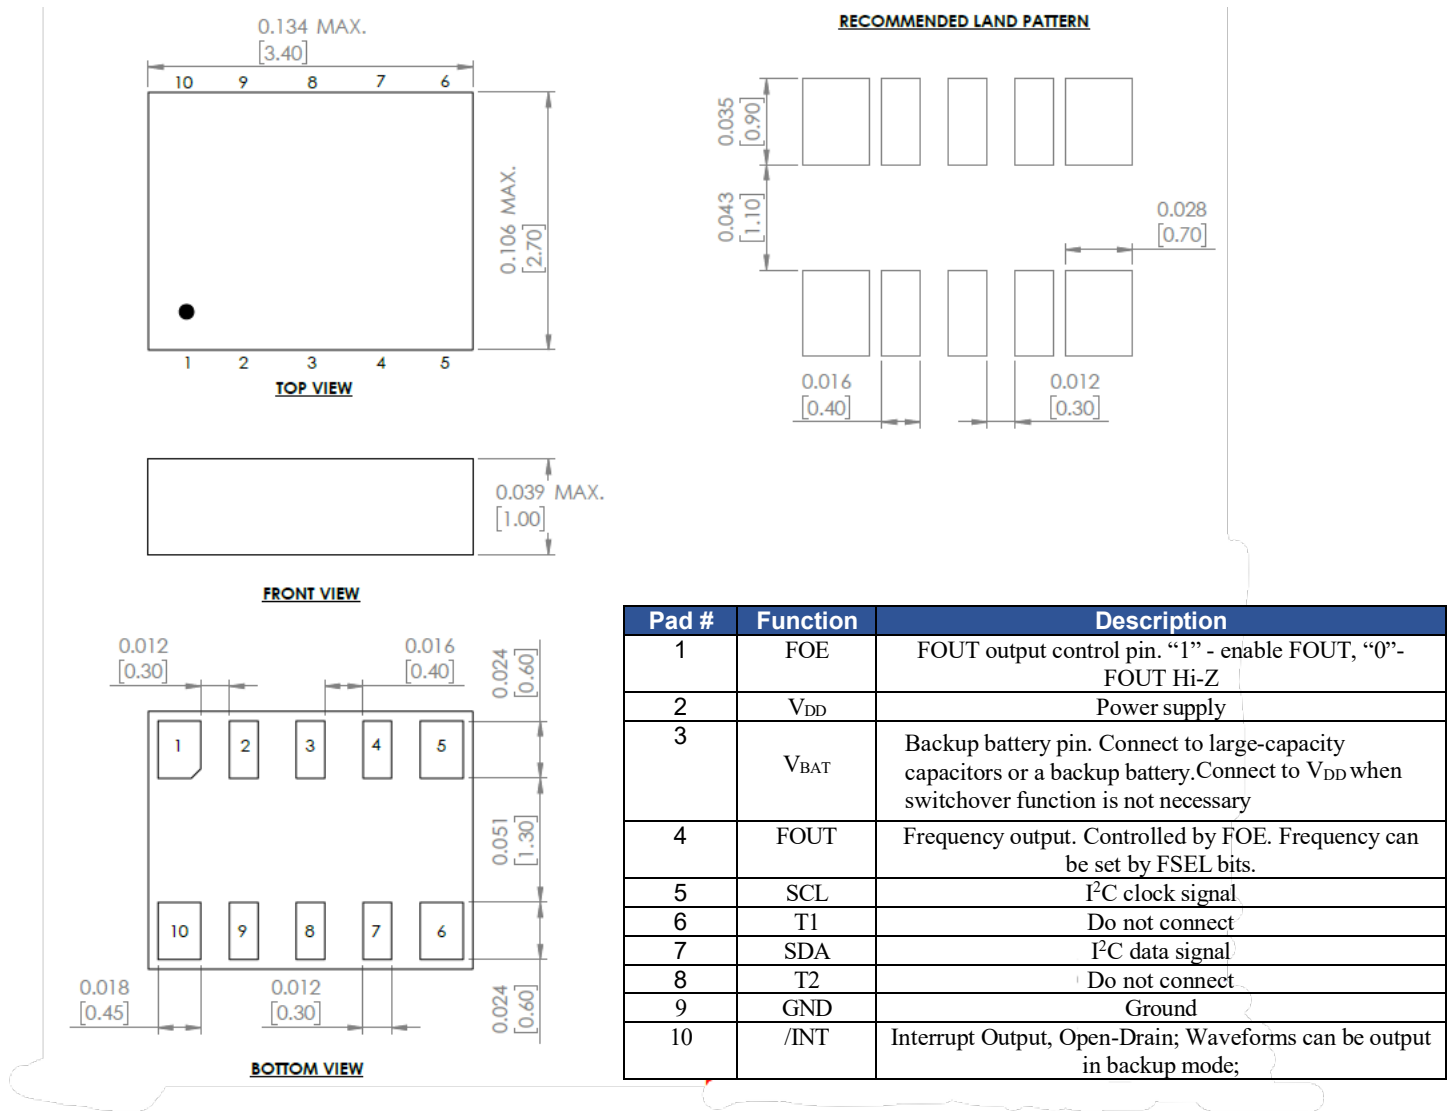 0.134 MAX.
[3.40]
10 9 8 7 6
0.106 MAX.
[2.70]
1 2 3 4 5
TOP VIEW
RECOMMENDED LAND PATTERN
0.035
[0.90]
0.043
[1.10]
0.028
[0.70]
0.016
[0.40]
0.012
[0.30]
0.039 MAX.
[1.00]
FRONT VIEW
0.012
[0.30]
0.016
[0.40]
0.024
[0.60]
1 2 3 4 5
0.051
[1.30]
10 9 8 7 6
0.018
[0.45]
0.012
[0.30]
0.024
[0.60]
BOTTOM VIEW
Pad # Function Description
1 FOE FOUT output control pin. “1” - enable FOUT, “0”-
FOUT Hi-Z
2 VDD Power supply
3 VBAT Backup battery pin. Connect to large-capacity
capacitors or a backup battery.Connect to VDD when
switchover function is not necessary
4 FOUT Frequency output. Controlled by FOE. Frequency can
be set by FSEL bits.
5 SCL I²C clock signal
6 T1 Do not connect
7 SDA I²C data signal
8 T2 Do not connect
9 GND Ground
10 /INT Interrupt Output, Open-Drain; Waveforms can be output
in backup mode;